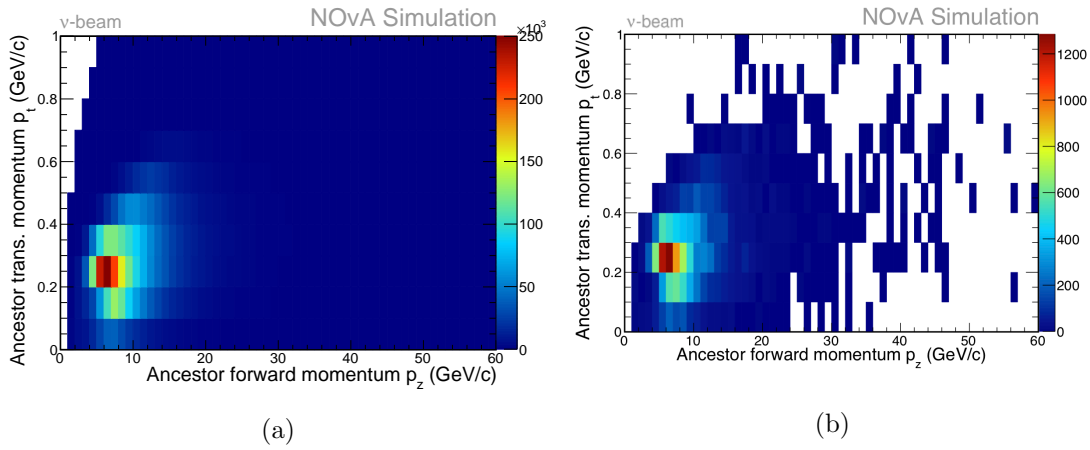 ν-beam
NOvA Simulation
×10³
Ancestor trans. momentum p_t (GeV/c)
1
0.8
0.6
0.4
0.2
0
0 10 20 30 40 50 60
250
200
150
100
50
0
Ancestor forward momentum p_z (GeV/c)
(a)
ν-beam
NOvA Simulation
Ancestor trans. momentum p_t (GeV/c)
1
0.8
0.6
0.4
0.2
0
0 10 20 30 40 50 60
1200
1000
800
600
400
200
0
Ancestor forward momentum p_z (GeV/c)
(b)